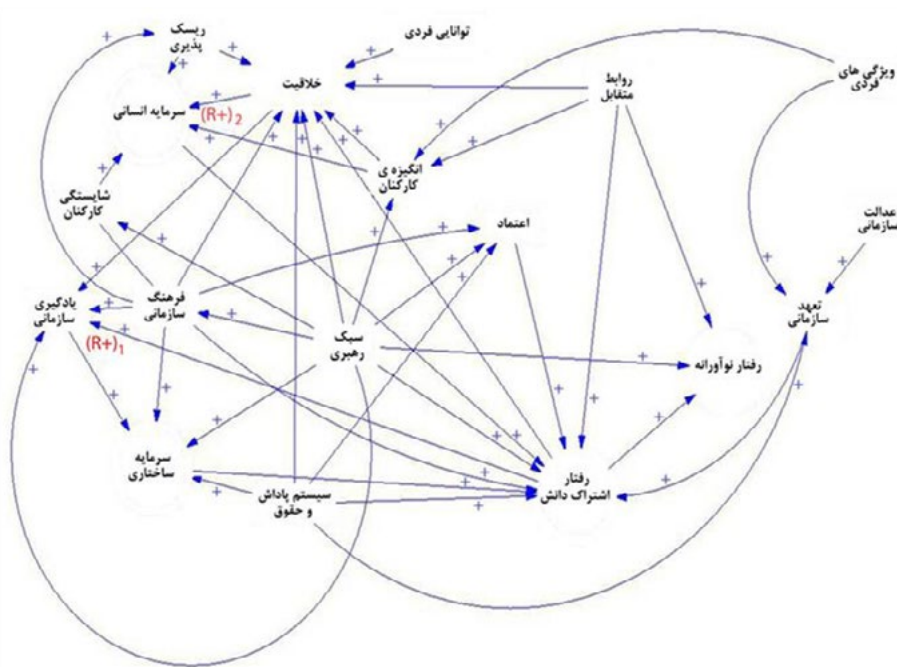 ریسک
پذیری
توانایی فردی
خلاقیت
روابط
متقابل
ویژگی های
فردی
سرمایه انسانی
(R+)2
انگیزه ی
کارکنان
شایستگی
کارکنان
اعتماد
عدالت
سازمانی
یادگیری
سازمانی
فرهنگ
سازمانی
تعهد
سازمانی
(R+)1
سبک
رهبری
رفتار نوآورانه
سرمایه
ساختاری
سیستم پاداش
و حقوق
رفتار
اشتراک دانش